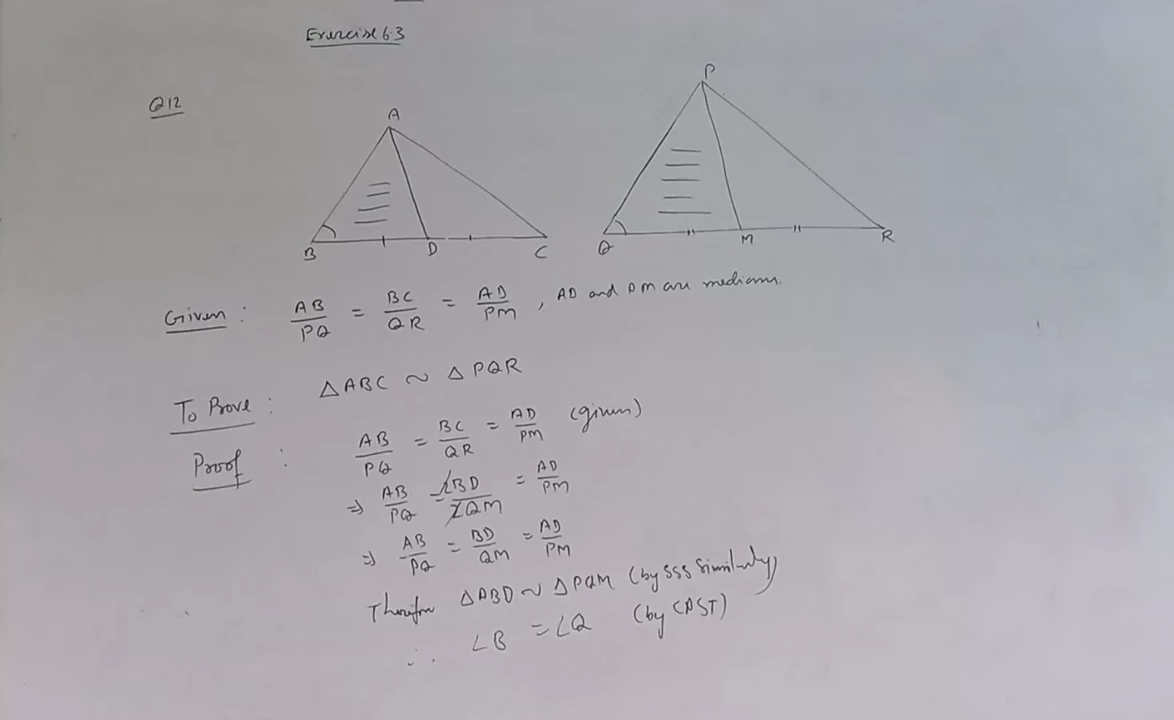 Exercise 6.3
Q12
A
P
B D C
Q M R
Given : AB/PQ = BC/QR = AD/PM , AD and PM are medians.
To Prove : △ABC ~ △PQR
Proof : AB/PQ = BC/QR = AD/PM (given)
⇒ AB/PQ = 2BD/2QM = AD/PM
⇒ AB/PQ = BD/QM = AD/PM
Therefore △ABD ~ △PQM (by SSS Similarity)
∴ ∠B = ∠Q (by CPST)